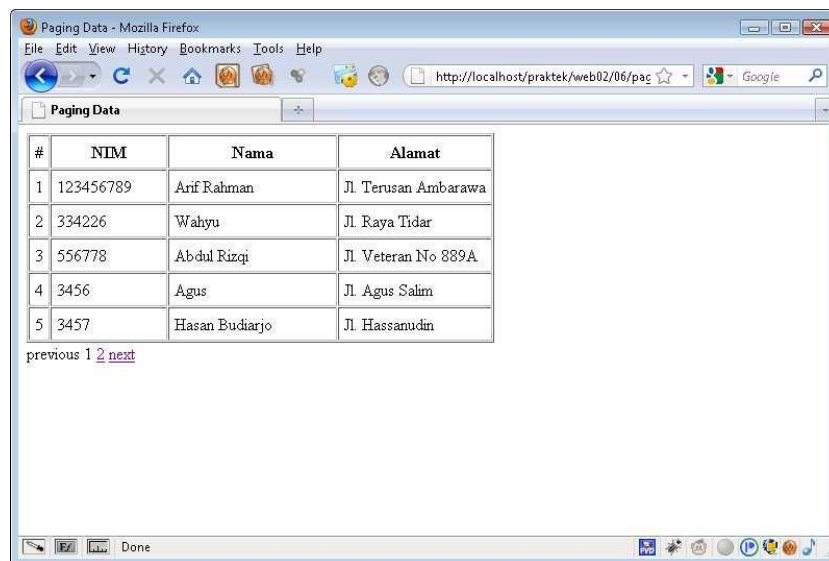 Paging Data - Mozilla Firefox
File Edit View History Bookmarks Tools Help
http://localhost/praktek/web02/06/pag Google
Paging Data
# NIM Nama Alamat
1 123456789 Arif Rahman Jl. Terusan Ambarawa
2 334226 Wahyu Jl. Raya Tidar
3 556778 Abdul Rizqi Jl. Veteran No 889A
4 3456 Agus Jl. Agus Salim
5 3457 Hasan Budiarjo Jl. Hassanudin
previous 1 2 next
Done